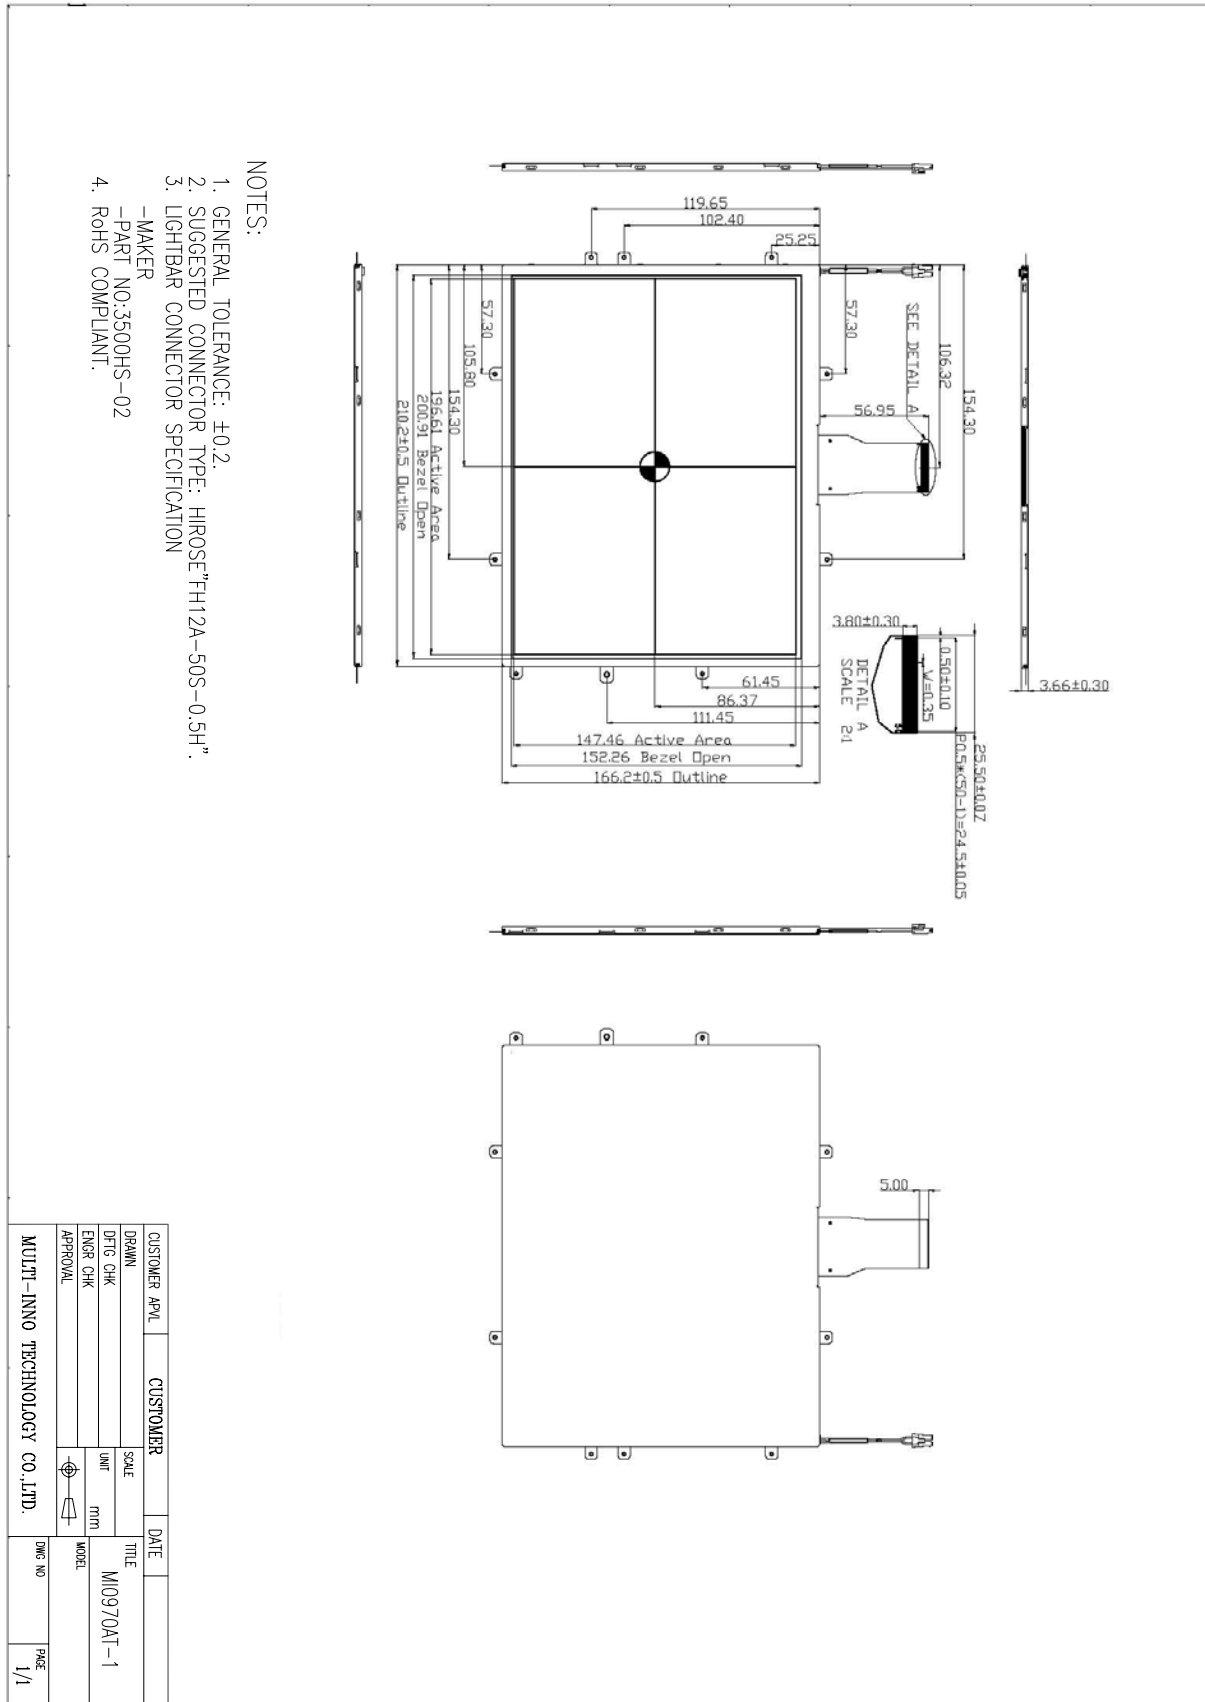 119.65
102.40
25.25
57.30
105.80
154.30
196.61 Active Area
200.91 Bezel Open
210.2±0.5 Outline
57.30
SEE DETAIL A
106.32
154.30
56.95
3.80±0.30
DETAIL A
SCALE 2:1
W=0.35
0.50±0.10
P0.5*(50-1)=24.5±0.05
25.50±0.07
3.66±0.30
61.45
86.37
111.45
147.46 Active Area
152.26 Bezel Open
166.2±0.5 Outline
5.00
NOTES:
1. GENERAL TOLERANCE: ±0.2.
2. SUGGESTED CONNECTOR TYPE: HIROSE"FH12A-50S-0.5H".
3. LIGHTBAR CONNECTOR SPECIFICATION
-MAKER
-PART NO:3500HS-02
4. RoHS COMPLIANT.
CUSTOMER APVL
CUSTOMER
DATE
DRAWN
DFTG CHK
ENGR CHK
APPROVAL
SCALE
UNIT
mm
TITLE
MI0970AT-1
MODEL
MULTI-INNO TECHNOLOGY CO.,LTD.
DWG NO
PAGE
1/1